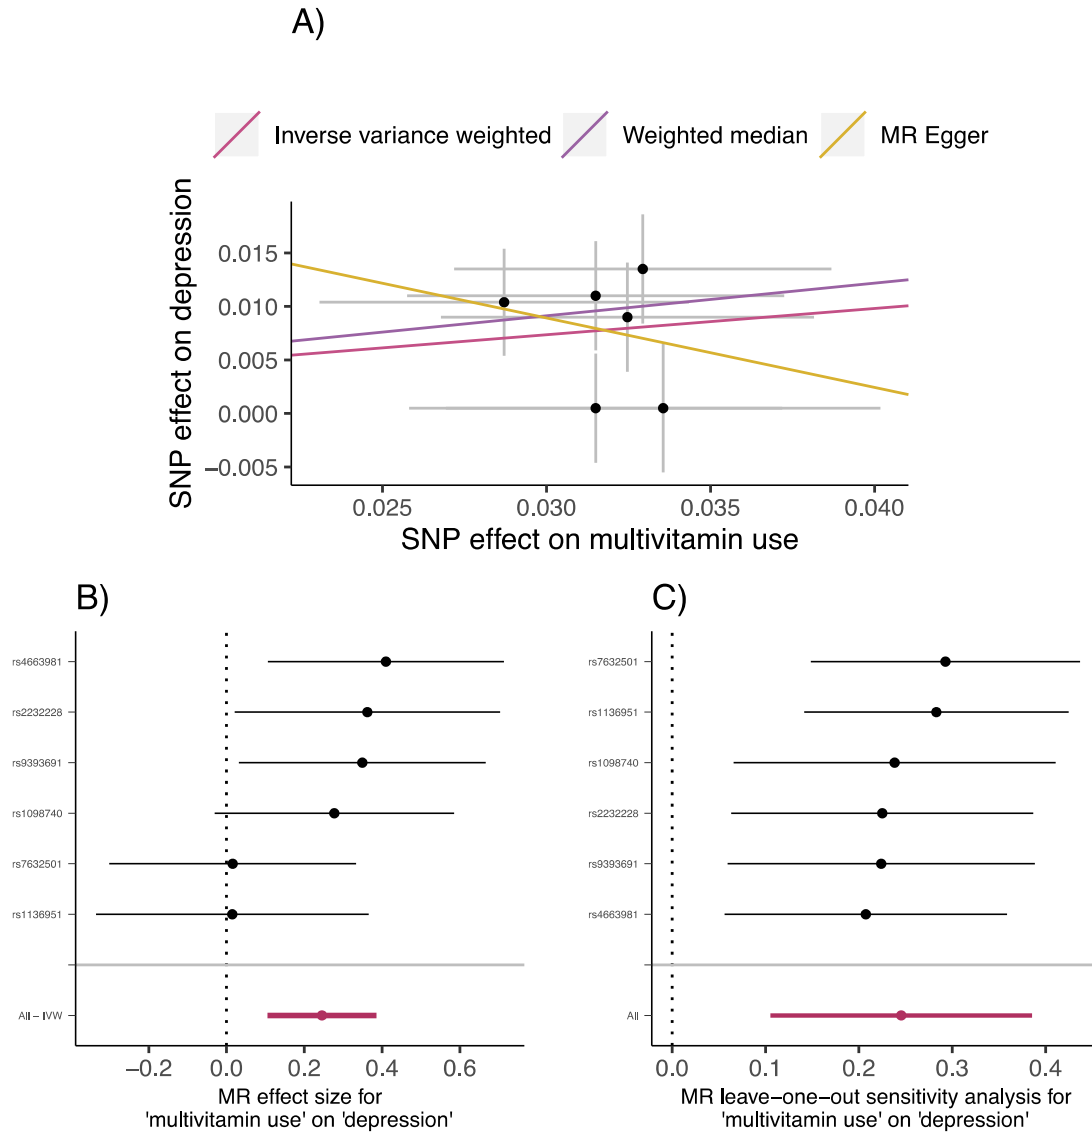 A)
Inverse variance weighted Weighted median MR Egger
SNP effect on depression
0.015
0.010
0.005
0.000
−0.005
0.025 0.030 0.035 0.040
SNP effect on multivitamin use
B)
rs4663981
rs2232228
rs9393691
rs1098740
rs7632501
rs1136951
All − IVW
−0.2 0.0 0.2 0.4 0.6
MR effect size for
'multivitamin use' on 'depression'
C)
rs7632501
rs1136951
rs1098740
rs2232228
rs9393691
rs4663981
All
0.0 0.1 0.2 0.3 0.4
MR leave−one−out sensitivity analysis for
'multivitamin use' on 'depression'